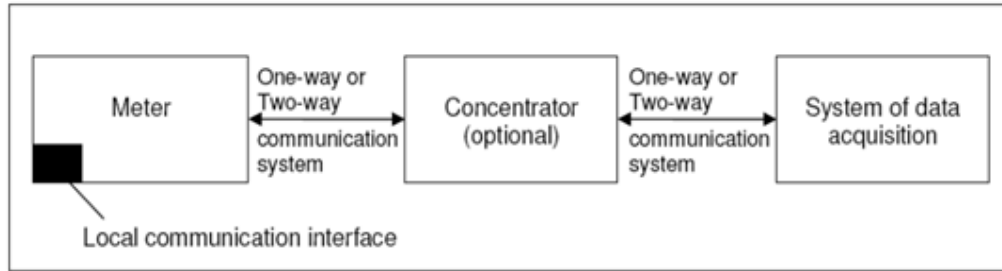 Meter
One-way or
Two-way
communication
system
Concentrator
(optional)
One-way or
Two-way
communication
system
System of data
acquisition
Local communication interface